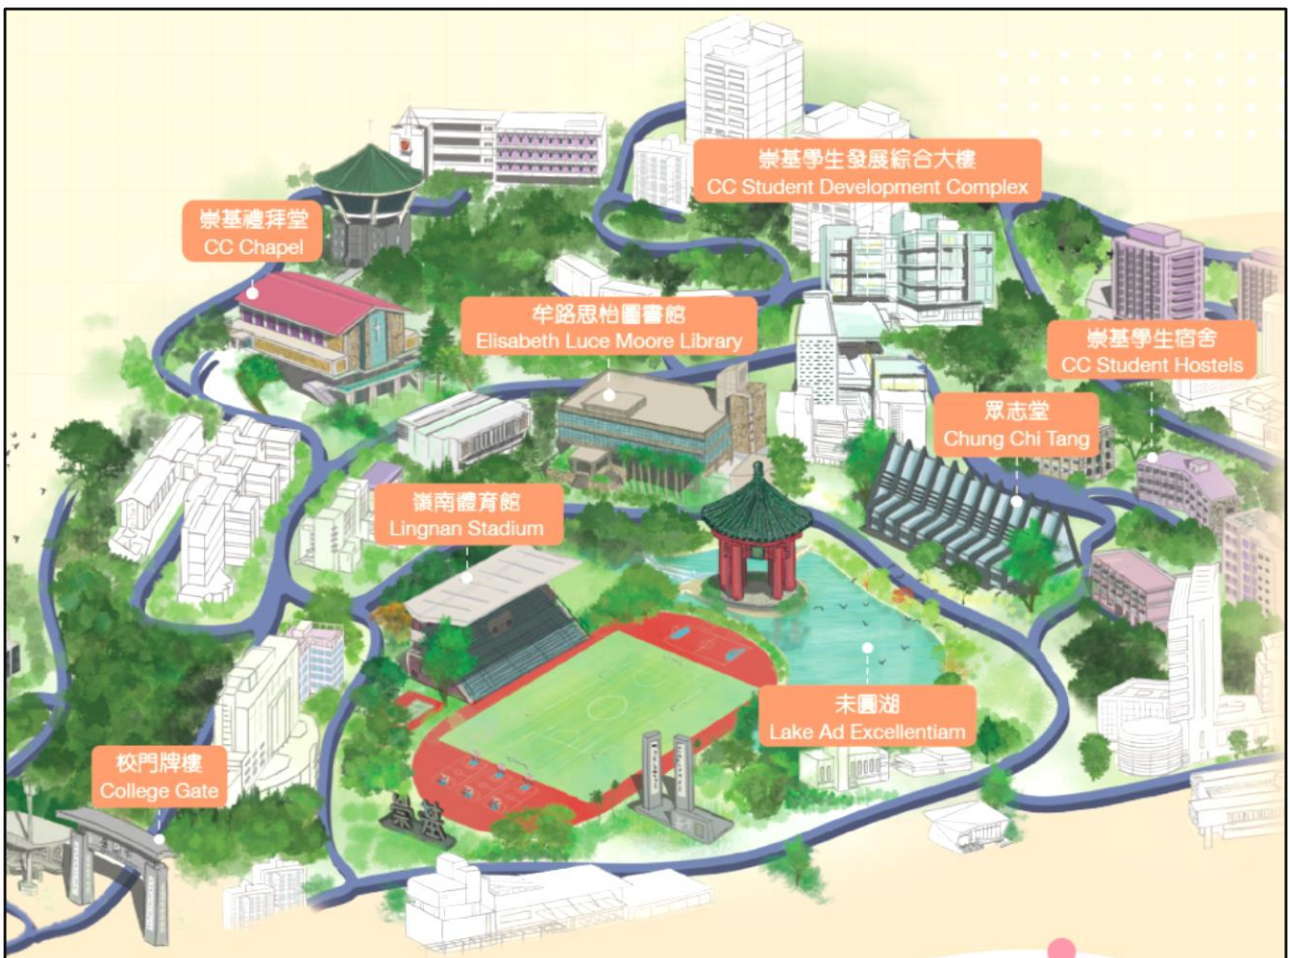 崇基學生發展綜合大樓
CC Student Development Complex
崇基禮拜堂
CC Chapel
牟路思怡圖書館
Elisabeth Luce Moore Library
崇基學生宿舍
CC Student Hostels
眾志堂
Chung Chi Tang
嶺南體育館
Lingnan Stadium
未圓湖
Lake Ad Excellentiam
校門牌樓
College Gate
崇基